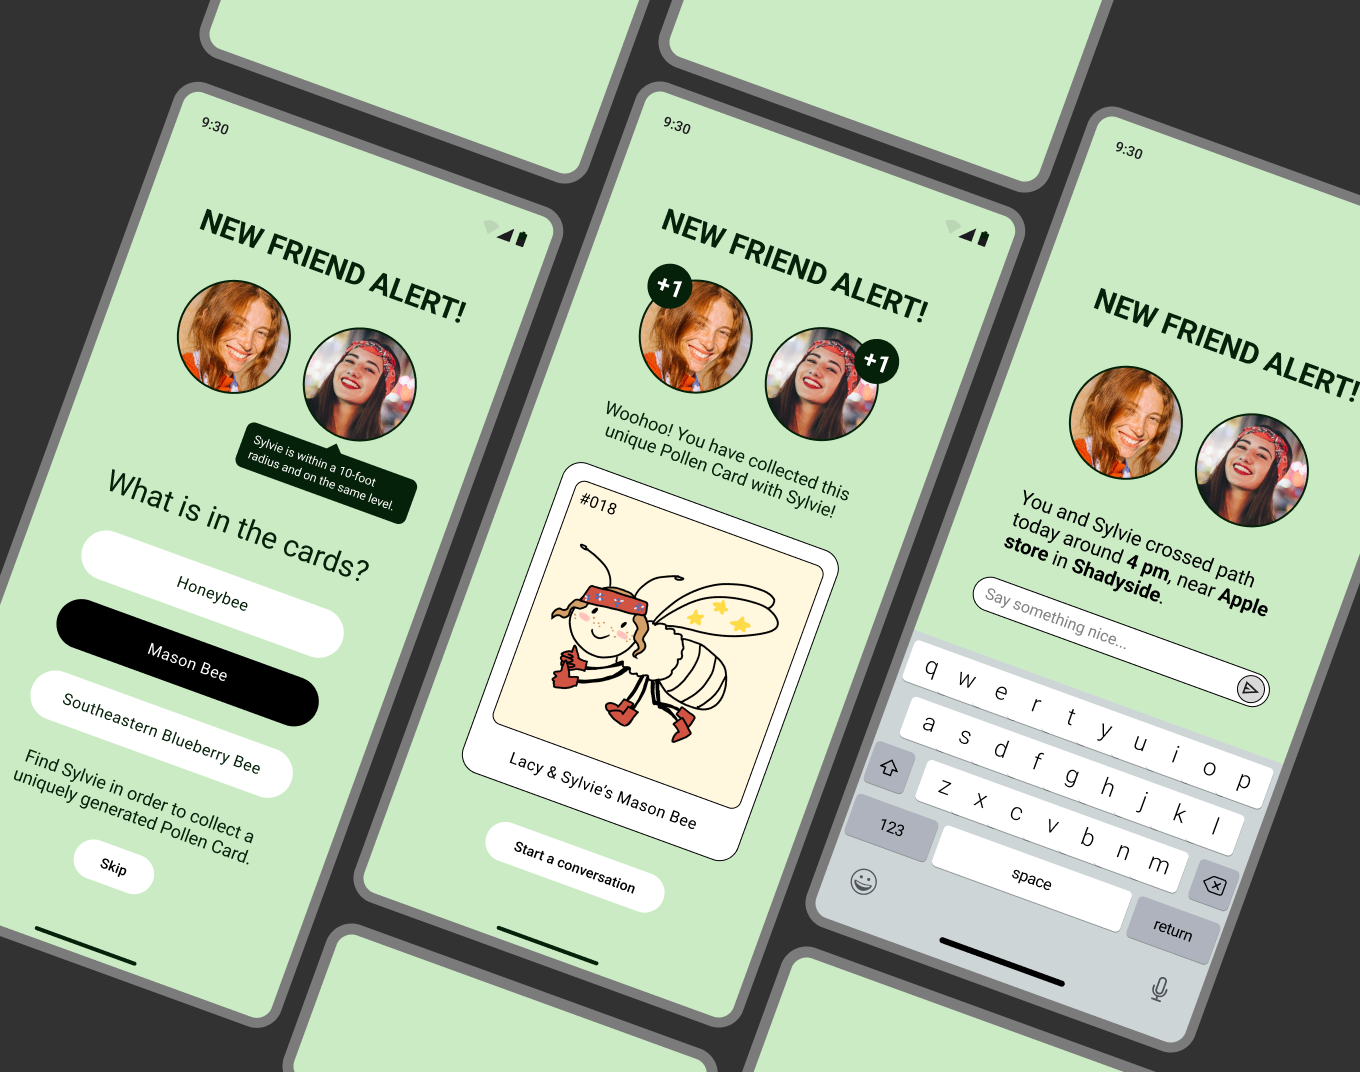 9:30
NEW FRIEND ALERT!
Sylvie is within a 10-foot
radius and on the same level.
What is in the cards?
Honeybee
Mason Bee
Southeastern Blueberry Bee
Find Sylvie in order to collect a
uniquely generated Pollen Card.
Skip
9:30
NEW FRIEND ALERT!
+1
+1
Woohoo! You have collected this
unique Pollen Card with Sylvie!
#018
Lacy & Sylvie's Mason Bee
Start a conversation
9:30
NEW FRIEND ALERT!
You and Sylvie crossed path
today around 4 pm, near Apple
store in Shadyside.
Say something nice...
q w e r t y u i o p
a s d f g h j k l
z x c v b n m
123
space
return